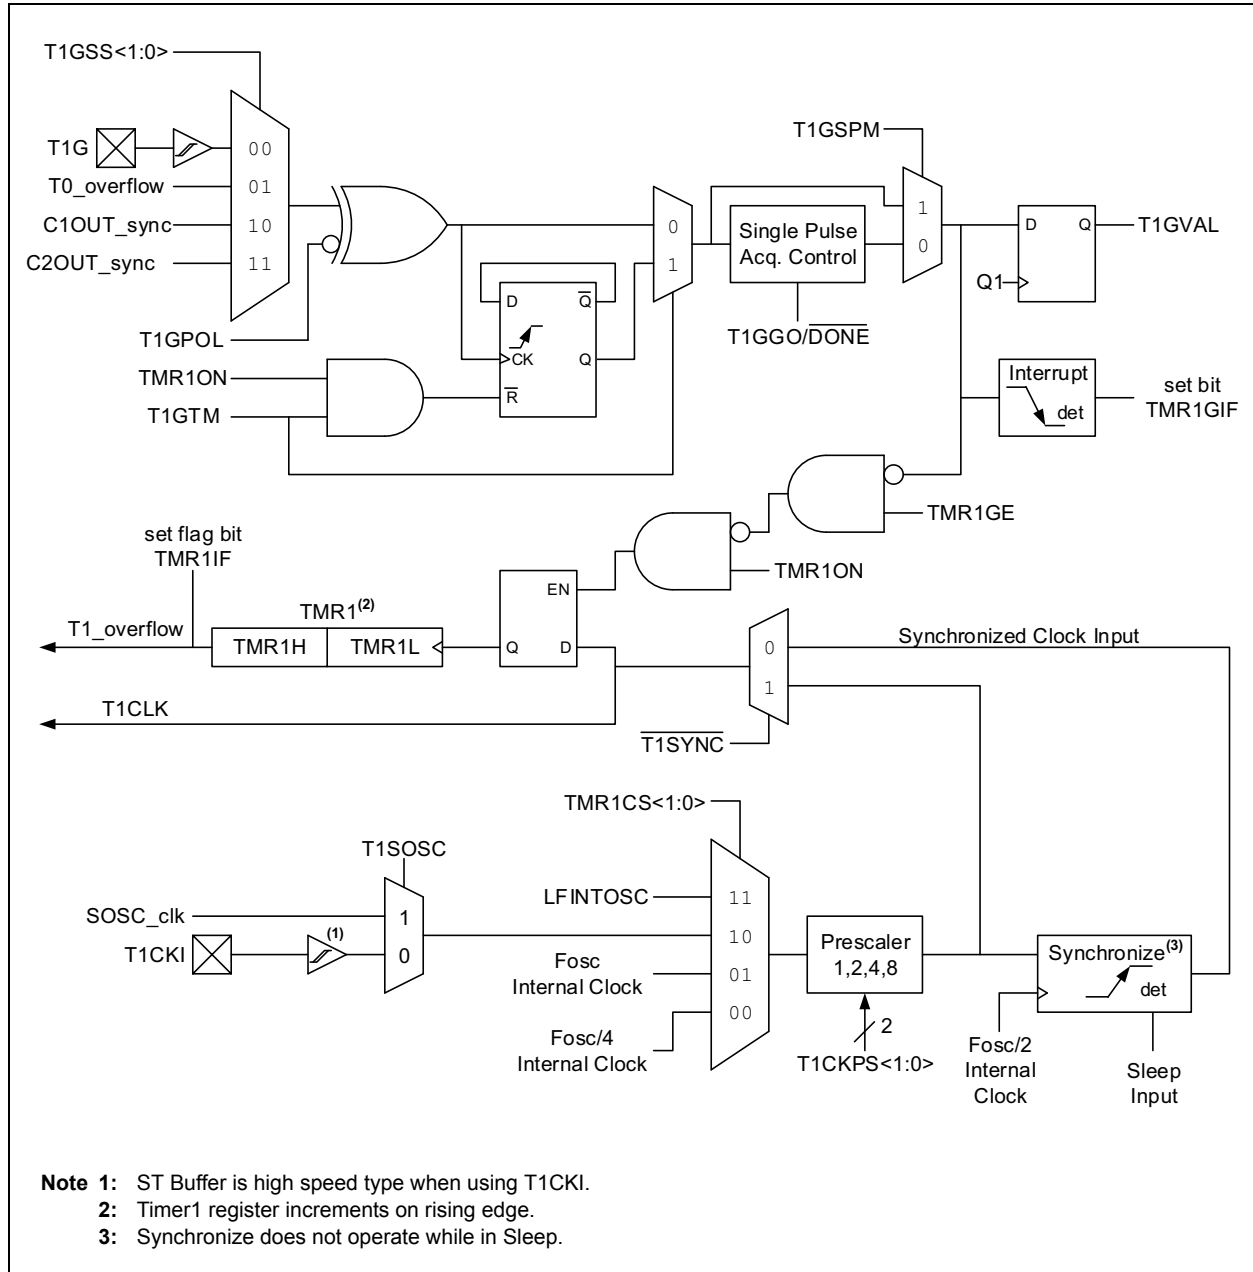 T1GSS<1:0>
T1G
00
T0_overflow
01
C1OUT_sync
10
C2OUT_sync
11
T1GPOL
TMR1ON
T1GTM
D
Q
CK
Q
R
0
1
T1GSPM
Single Pulse
Acq. Control
T1GGO/DONE
1
0
D
Q
T1GVAL
Q1
Interrupt
det
set bit
TMR1GIF
TMR1GE
TMR1ON
set flag bit
TMR1IF
T1_overflow
TMR1(2)
TMR1H
TMR1L
EN
Q
D
T1CLK
0
1
T1SYNC
Synchronized Clock Input
TMR1CS<1:0>
T1SOSC
SOSC_clk
1
T1CKI
(1)
0
LFINTOSC
11
10
Fosc
Internal Clock
01
00
Fosc/4
Internal Clock
Prescaler
1,2,4,8
2
T1CKPS<1:0>
Synchronize(3)
det
Fosc/2
Internal
Clock
Sleep
Input
Note 1: ST Buffer is high speed type when using T1CKI.
2: Timer1 register increments on rising edge.
3: Synchronize does not operate while in Sleep.